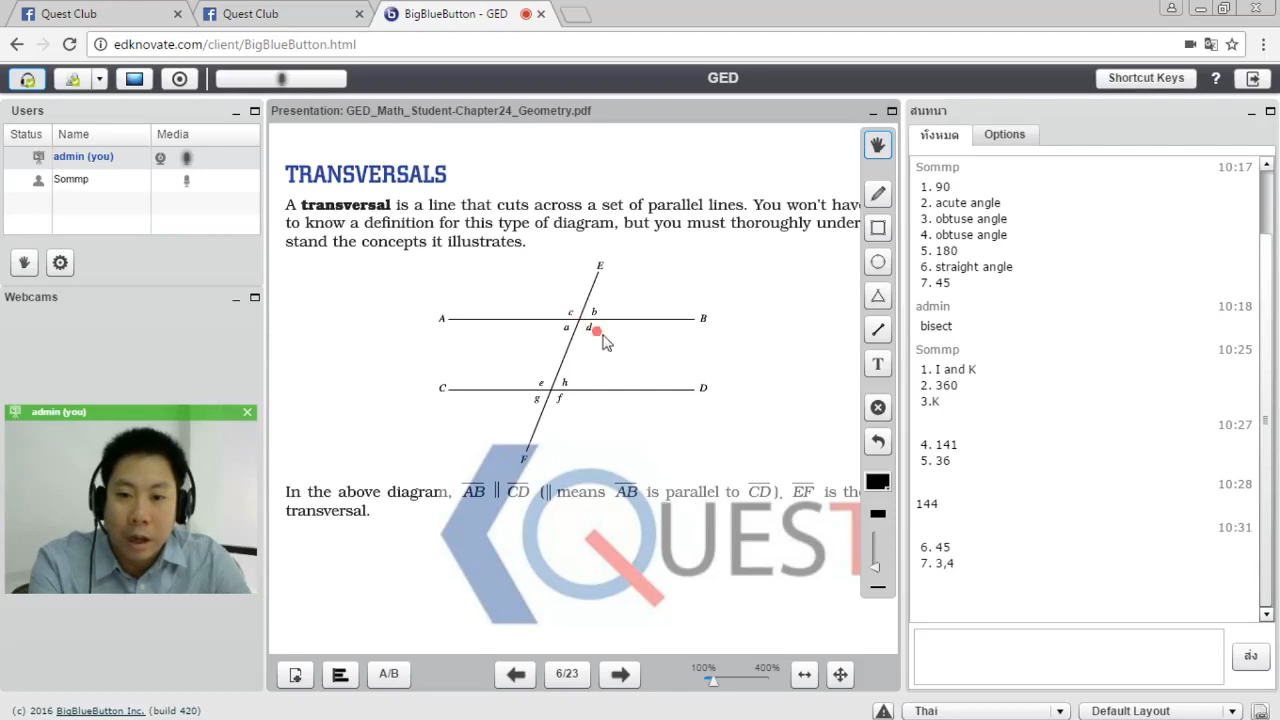 Quest Club
Quest Club
BigBlueButton - GED
edknovate.com/client/BigBlueButton.html
GED
Shortcut Keys
?
Users
Status Name Media
admin (you)
Sommp
Webcams
admin (you)
Presentation: GED_Math_Student-Chapter24_Geometry.pdf
TRANSVERSALS
A transversal is a line that cuts across a set of parallel lines. You won't have
to know a definition for this type of diagram, but you must thoroughly under
stand the concepts it illustrates.
E
c b
A B
a d
e h
C D
g f
F
In the above diagram, AB ∥ CD (∥ means AB is parallel to CD). EF is the
transversal.
QUEST
T
A/B
6/23
100% 400%
สนทนา
ทั้งหมด Options
Sommp 10:17
1. 90
2. acute angle
3. obtuse angle
4. obtuse angle
5. 180
6. straight angle
7. 45
admin 10:18
bisect
Sommp 10:25
1. I and K
2. 360
3.K
10:27
4. 141
5. 36
10:28
144
10:31
6. 45
7. 3,4
ส่ง
(c) 2016 BigBlueButton Inc. (build 420)
Thai
Default Layout